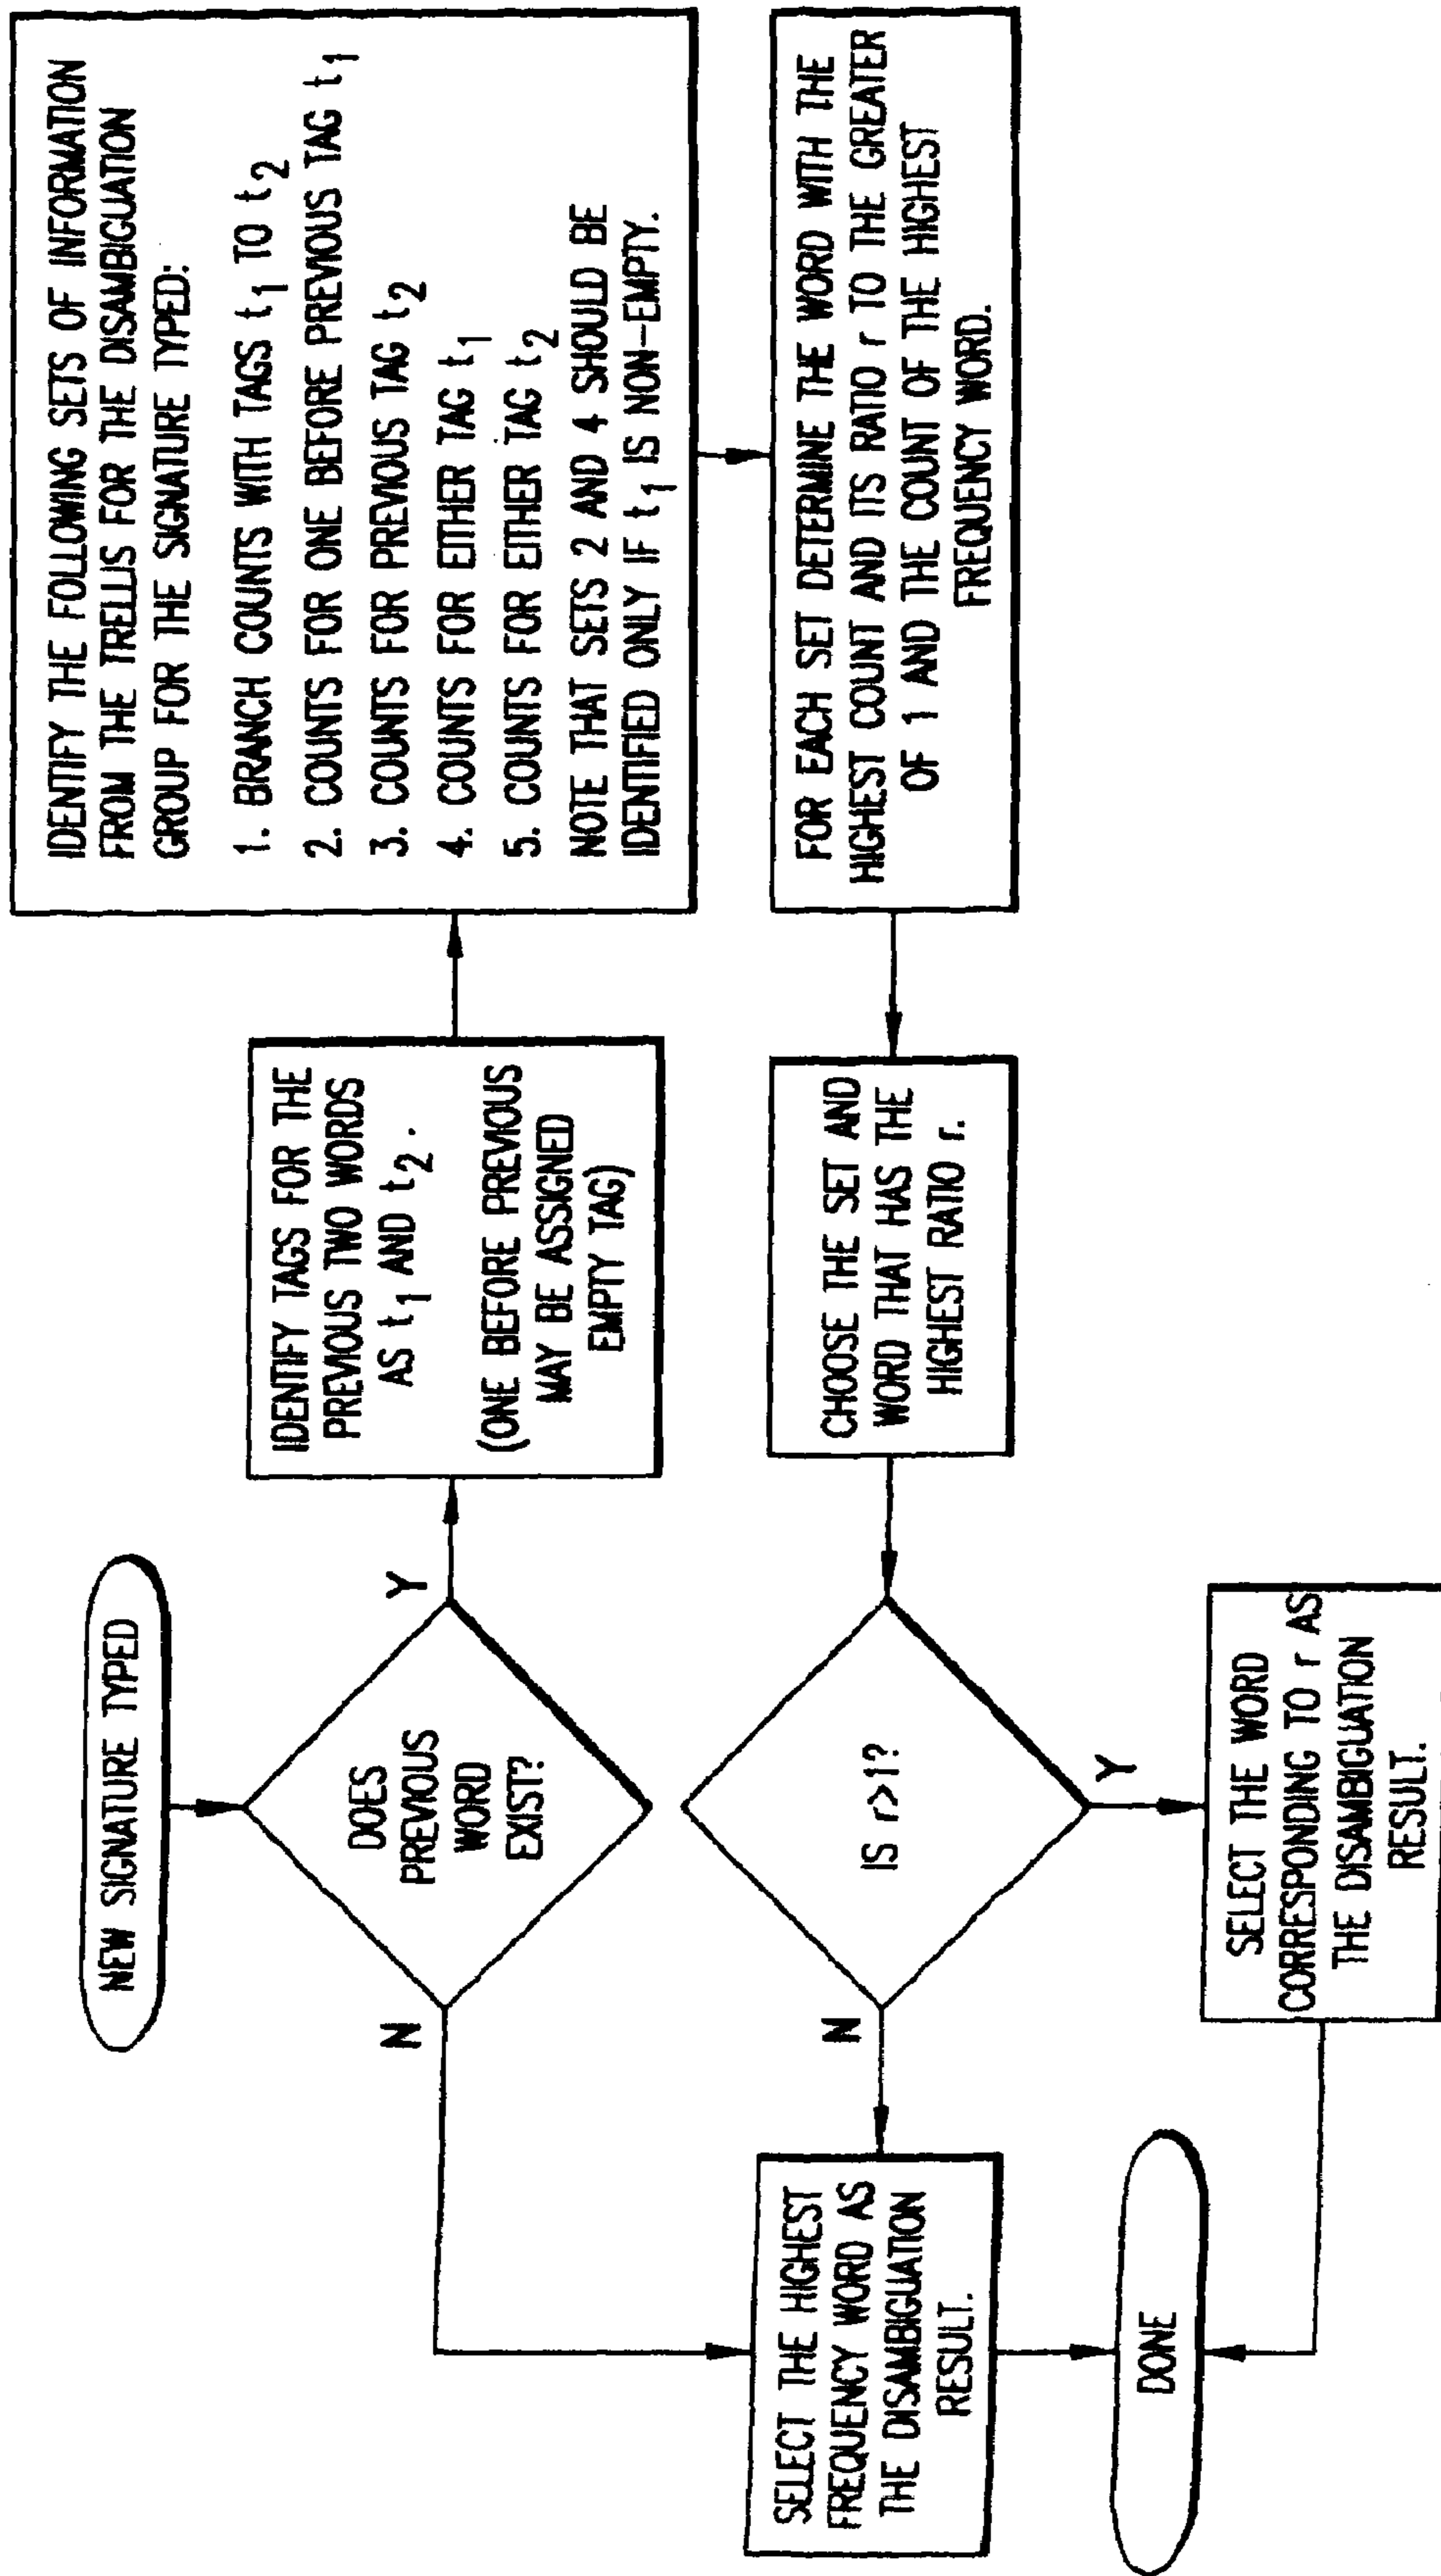 NEW SIGNATURE TYPED
DOES
PREVIOUS
WORD
EXIST?
Y
N
IDENTIFY TAGS FOR THE
PREVIOUS TWO WORDS
AS t₁ AND t₂.
(ONE BEFORE PREVIOUS
MAY BE ASSIGNED
EMPTY TAG)
IDENTIFY THE FOLLOWING SETS OF INFORMATION
FROM THE TRELLIS FOR THE DISAMBIGUATION
GROUP FOR THE SIGNATURE TYPED:
1. BRANCH COUNTS WITH TAGS t₁ TO t₂
2. COUNTS FOR ONE BEFORE PREVIOUS TAG t₁
3. COUNTS FOR PREVIOUS TAG t₂
4. COUNTS FOR EITHER TAG t₁
5. COUNTS FOR EITHER TAG t₂
NOTE THAT SETS 2 AND 4 SHOULD BE
IDENTIFIED ONLY IF t₁ IS NON-EMPTY.
FOR EACH SET DETERMINE THE WORD WITH THE
HIGHEST COUNT AND ITS RATIO r TO THE GREATER
OF 1 AND THE COUNT OF THE HIGHEST
FREQUENCY WORD.
CHOOSE THE SET AND
WORD THAT HAS THE
HIGHEST RATIO r.
IS r>1?
N
Y
SELECT THE HIGHEST
FREQUENCY WORD AS
THE DISAMBIGUATION
RESULT.
SELECT THE WORD
CORRESPONDING TO r AS
THE DISAMBIGUATION
RESULT.
DONE